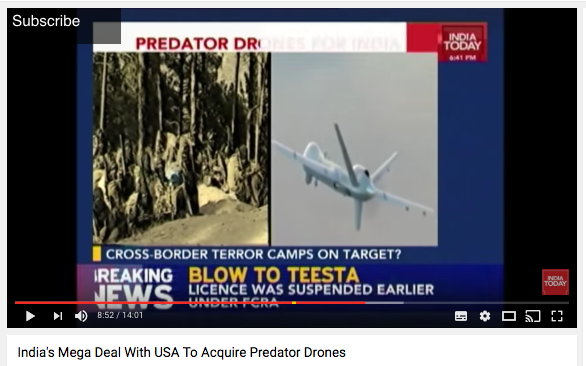 Subscribe
PREDATOR DRONES FOR INDIA
INDIA
TODAY
6:41 PM
CROSS-BORDER TERROR CAMPS ON TARGET?
BREAKING
NEWS
BLOW TO TEESTA
LICENCE WAS SUSPENDED EARLIER
UNDER FCRA
INDIA
TODAY
8:52 / 14:01
India's Mega Deal With USA To Acquire Predator Drones